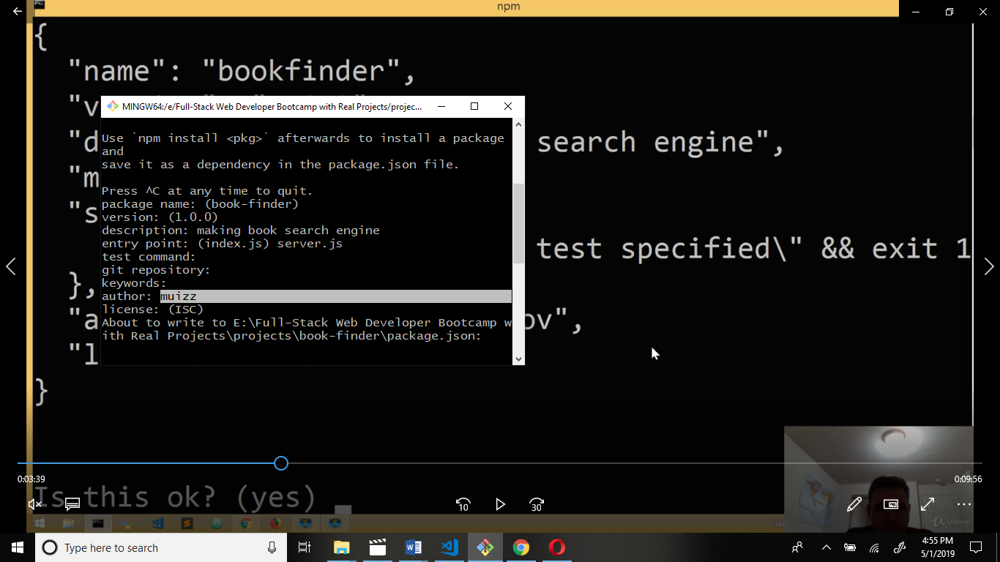 npm
{
"name": "bookfinder",
"v
"d
search engine",
"m
"s
test specified\" && exit 1
},
"a
ov",
"l
}
Is this ok? (yes)
MINGW64:/e/Full-Stack Web Developer Bootcamp with Real Projects/projec...
Use `npm install <pkg>` afterwards to install a package
and
save it as a dependency in the package.json file.
Press ^C at any time to quit.
package name: (book-finder)
version: (1.0.0)
description: making book search engine
entry point: (index.js) server.js
test command:
git repository:
keywords:
author: muizz
license: (ISC)
About to write to E:\Full-Stack Web Developer Bootcamp w
ith Real Projects\projects\book-finder\package.json:
0:03:39
0:09:56
10
30
Udemy
Type here to search
4:55 PM
5/1/2019